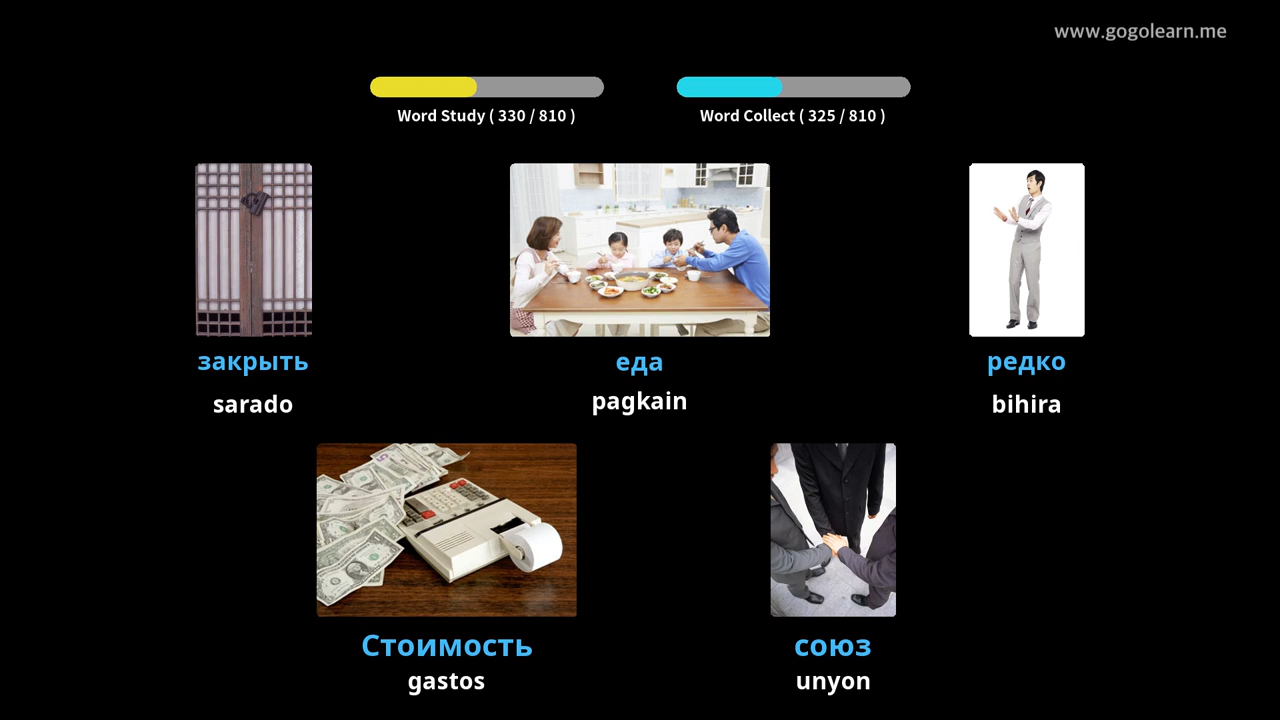 www.gogolearn.me
Word Study ( 330 / 810 )
Word Collect ( 325 / 810 )
закрыть
sarado
еда
pagkain
редко
bihira
Стоимость
gastos
союз
unyon